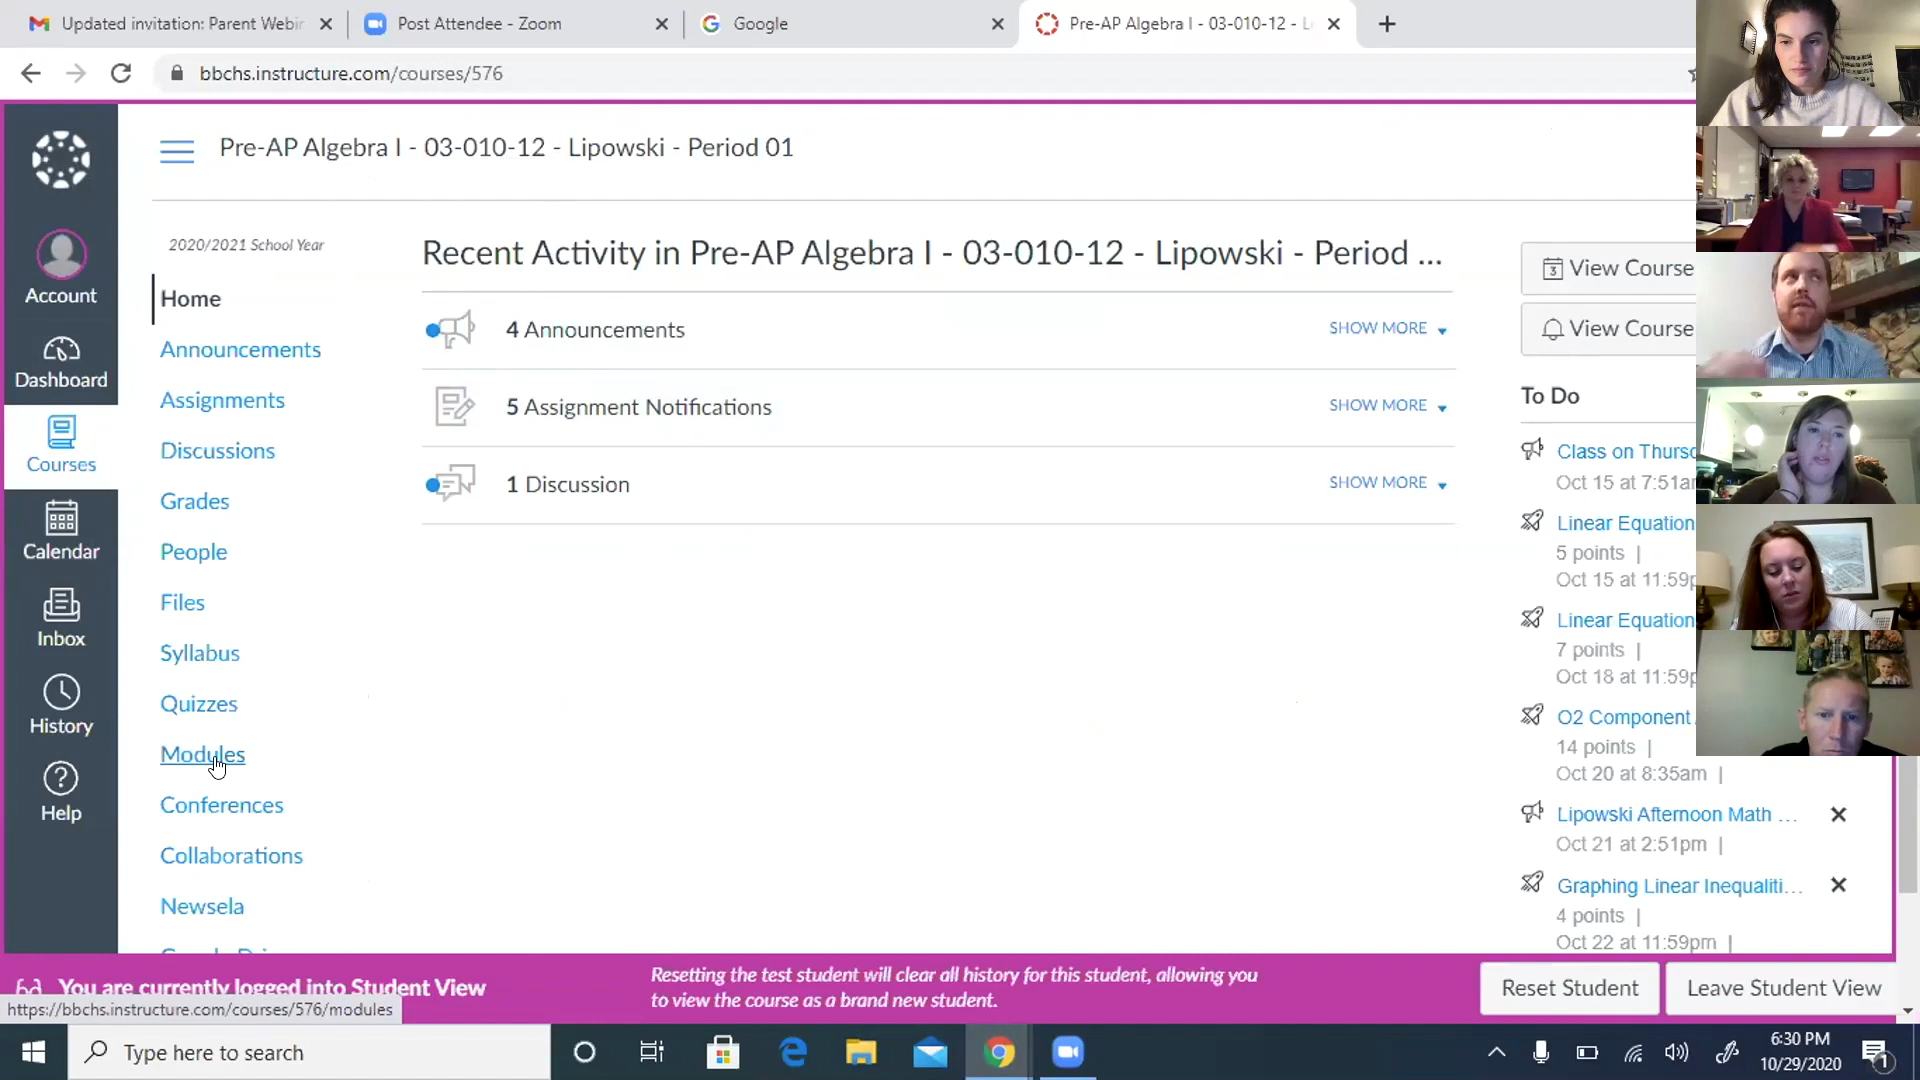 Updated invitation: Parent Webir
Post Attendee - Zoom
Google
Pre-AP Algebra I - 03-010-12 - L
bbchs.instructure.com/courses/576
Pre-AP Algebra I - 03-010-12 - Lipowski - Period 01
Account
Dashboard
Courses
Calendar
Inbox
History
Help
2020/2021 School Year
Home
Announcements
Assignments
Discussions
Grades
People
Files
Syllabus
Quizzes
Modules
Conferences
Collaborations
Newsela
Recent Activity in Pre-AP Algebra I - 03-010-12 - Lipowski - Period ...
4 Announcements
SHOW MORE
5 Assignment Notifications
SHOW MORE
1 Discussion
SHOW MORE
View Course
View Course
To Do
Class on Thurs
Oct 15 at 7:51a
Linear Equation
5 points |
Oct 15 at 11:59p
Linear Equation
7 points |
Oct 18 at 11:59p
O2 Component
14 points |
Oct 20 at 8:35am |
Lipowski Afternoon Math ...
Oct 21 at 2:51pm |
Graphing Linear Inequaliti...
4 points |
Oct 22 at 11:59pm |
You are currently logged into Student View
Resetting the test student will clear all history for this student, allowing you
to view the course as a brand new student.
Reset Student
Leave Student View
https://bbchs.instructure.com/courses/576/modules
Type here to search
6:30 PM
10/29/2020
1